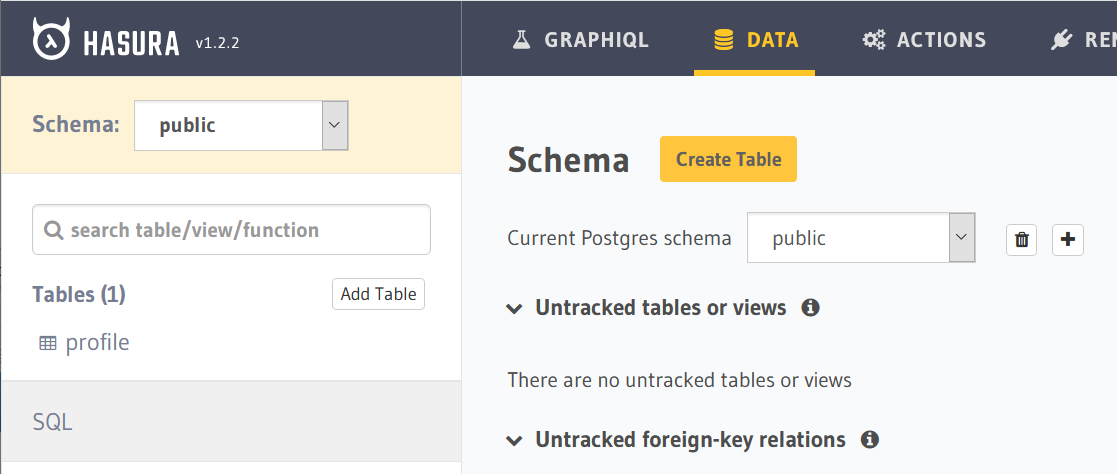 HASURA v1.2.2
GRAPHIQL DATA ACTIONS REM
Schema: public
search table/view/function
Tables (1) Add Table
profile
SQL
Schema Create Table
Current Postgres schema public
Untracked tables or views
There are no untracked tables or views
Untracked foreign-key relations